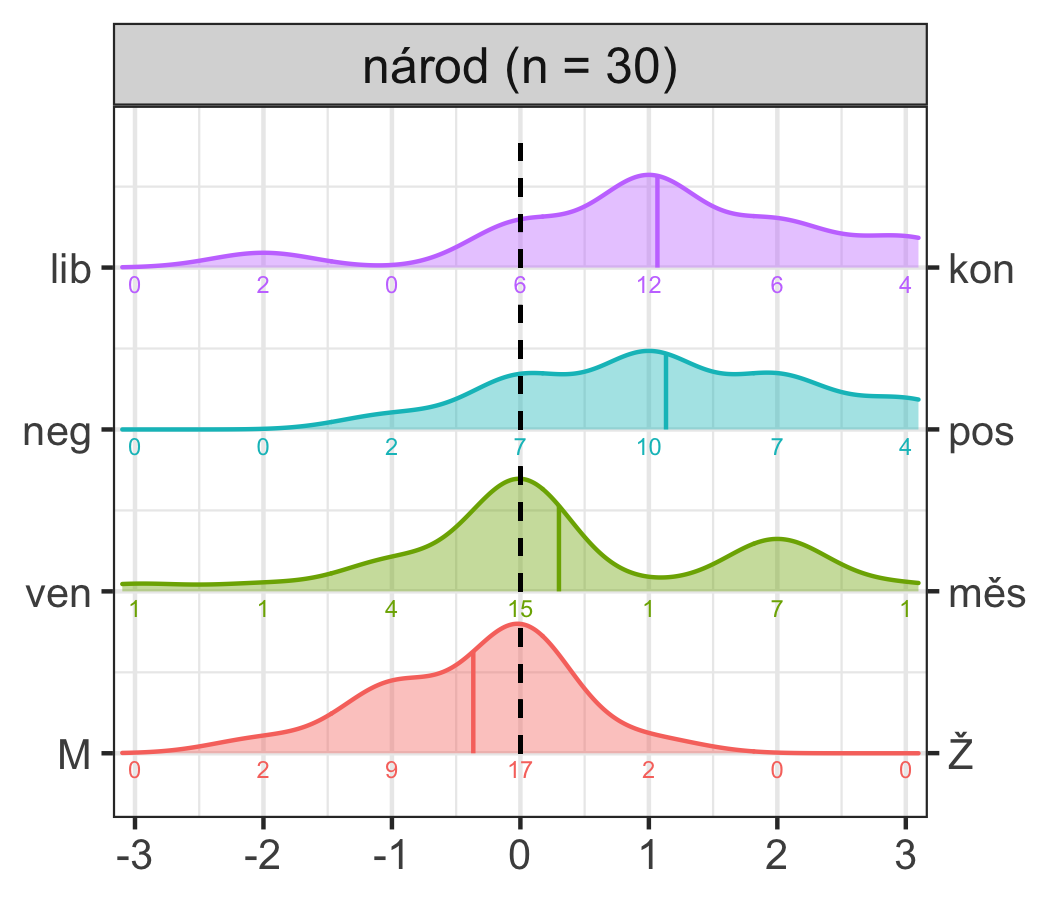 národ (n = 30)
lib kon
0 2 0 6 12 6 4
neg pos
0 0 2 7 10 7 4
ven měs
1 1 4 15 1 7 1
M Ž
0 2 9 17 2 0 0
-3 -2 -1 0 1 2 3